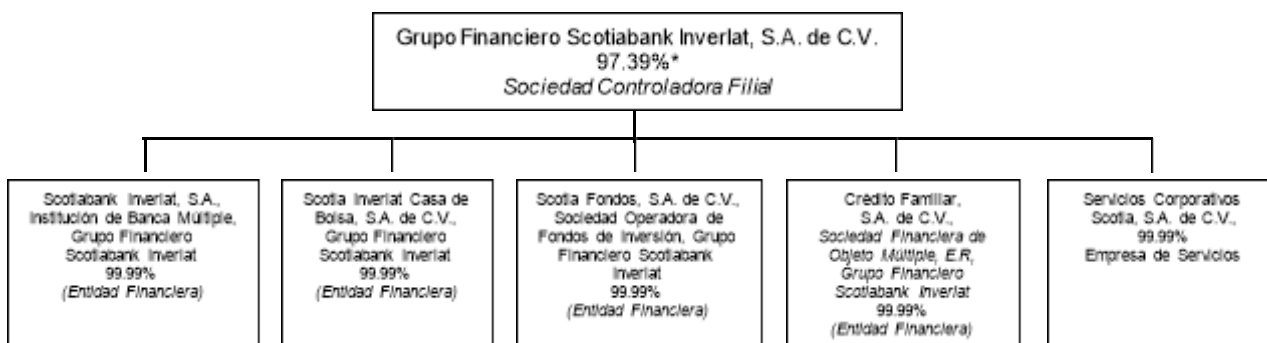 Grupo Financiero Scotiabank Inverlat, S.A. de C.V.
97.39%*
Sociedad Controladora Filial
Scotiabank Inverlat, S.A.,
Institución de Banca Múltiple,
Grupo Financiero
Scotiabank Inverlat
99.99%
(Entidad Financiera)
Scotia Inverlat Casa de
Bolsa, S.A. de C.V.,
Grupo Financiero
Scotiabank Inverlat
99.99%
(Entidad Financiera)
Scotia Fondos, S.A. de C.V.,
Sociedad Operadora de
Fondos de Inversión, Grupo
Financiero Scotiabank
Inverlat
99.99%
(Entidad Financiera)
Crédito Familiar,
S.A. de C.V.,
Sociedad Financiera de
Objeto Múltiple, E.R,
Grupo Financiero
Scotiabank Inverlat
99.99%
(Entidad Financiera)
Servicios Corporativos
Scotia, S.A. de C.V.,
99.99%
Empresa de Servicios